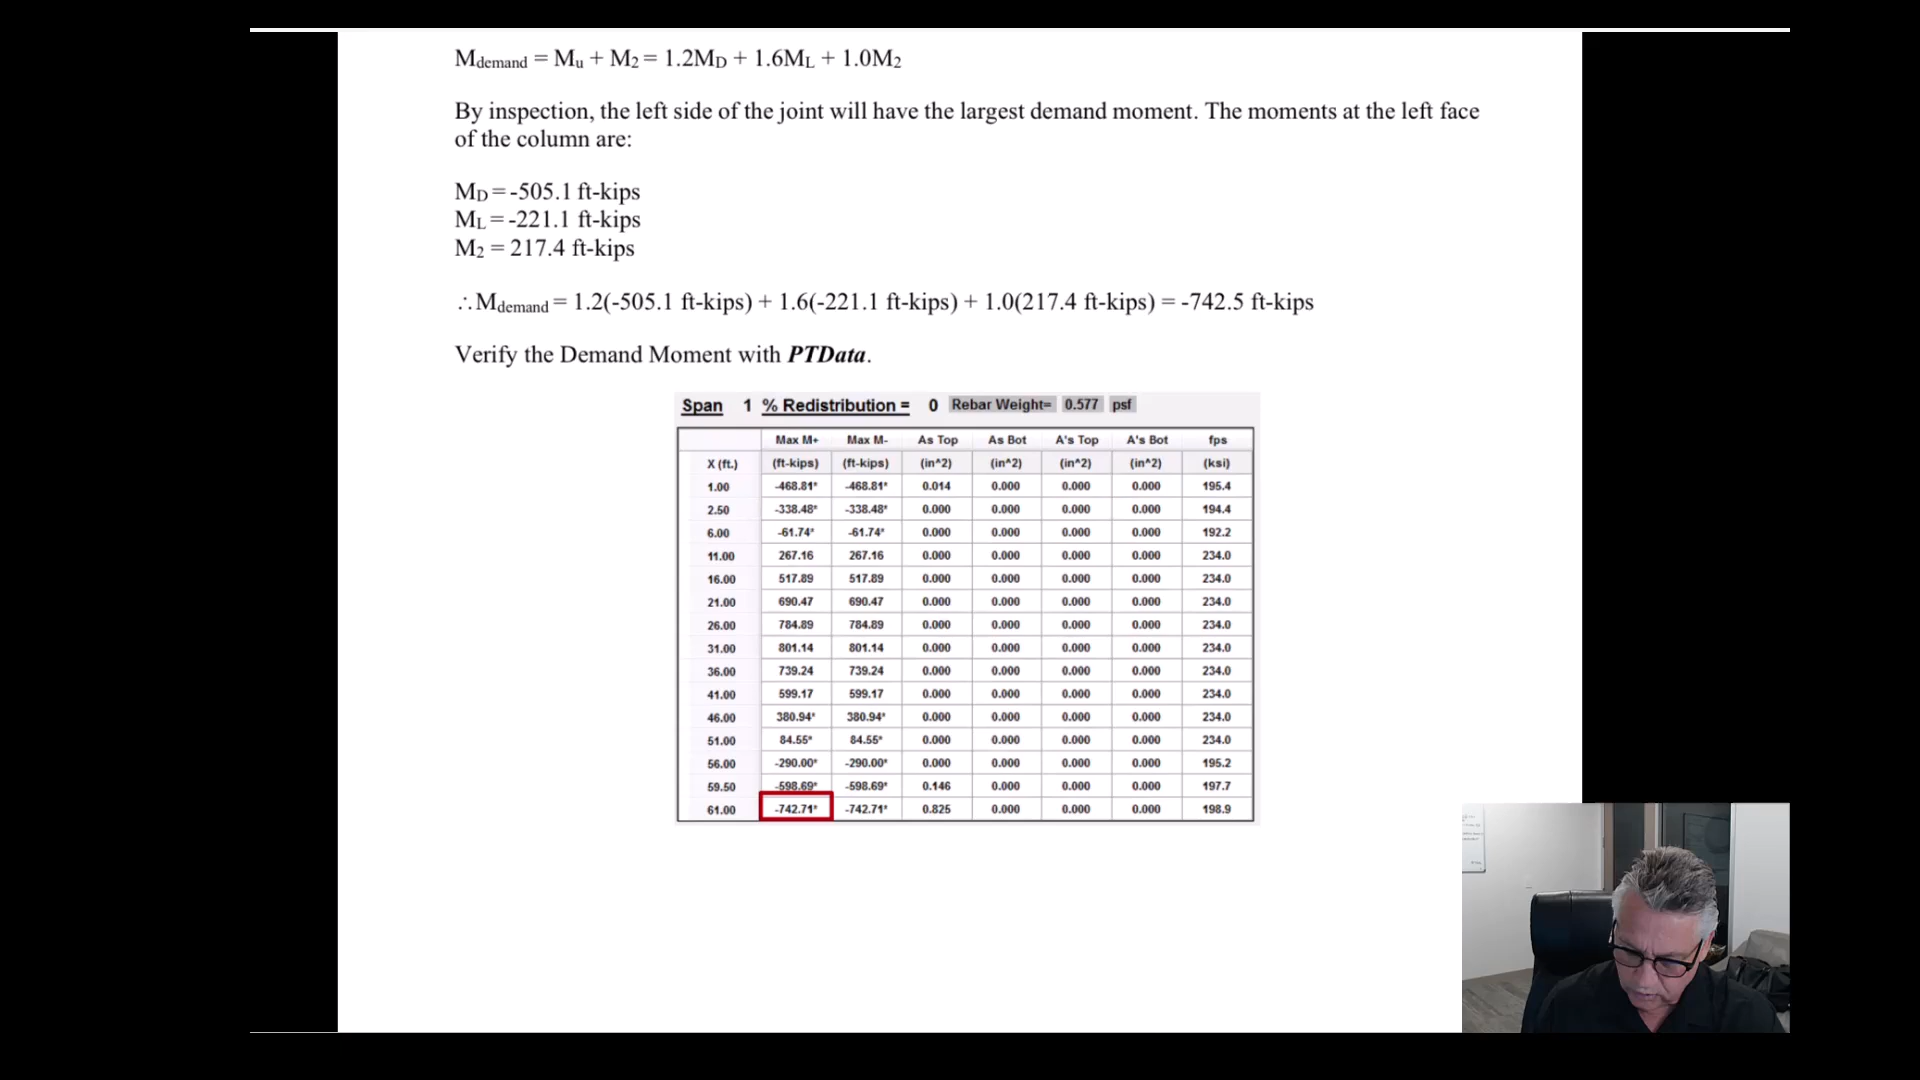 Mdemand = Mu + M2 = 1.2MD + 1.6ML + 1.0M2
By inspection, the left side of the joint will have the largest demand moment. The moments at the left face
of the column are:
MD = -505.1 ft-kips
ML = -221.1 ft-kips
M2 = 217.4 ft-kips
∴Mdemand = 1.2(-505.1 ft-kips) + 1.6(-221.1 ft-kips) + 1.0(217.4 ft-kips) = -742.5 ft-kips
Verify the Demand Moment with PTData.
Span 1 % Redistribution = 0 Rebar Weight= 0.577 psf
Max M+ Max M- As Top As Bot A's Top A's Bot fps
X (ft.) (ft-kips) (ft-kips) (in^2) (in^2) (in^2) (in^2) (ksi)
1.00 -468.81* -468.81* 0.014 0.000 0.000 0.000 195.4
2.50 -338.48* -338.48* 0.000 0.000 0.000 0.000 194.4
6.00 -61.74* -61.74* 0.000 0.000 0.000 0.000 192.2
11.00 267.16 267.16 0.000 0.000 0.000 0.000 234.0
16.00 517.89 517.89 0.000 0.000 0.000 0.000 234.0
21.00 690.47 690.47 0.000 0.000 0.000 0.000 234.0
26.00 784.89 784.89 0.000 0.000 0.000 0.000 234.0
31.00 801.14 801.14 0.000 0.000 0.000 0.000 234.0
36.00 739.24 739.24 0.000 0.000 0.000 0.000 234.0
41.00 599.17 599.17 0.000 0.000 0.000 0.000 234.0
46.00 380.94* 380.94* 0.000 0.000 0.000 0.000 234.0
51.00 84.55* 84.55* 0.000 0.000 0.000 0.000 234.0
56.00 -290.00* -290.00* 0.000 0.000 0.000 0.000 195.2
59.50 -598.69* -598.69* 0.146 0.000 0.000 0.000 197.7
61.00 -742.71* -742.71* 0.825 0.000 0.000 0.000 198.9